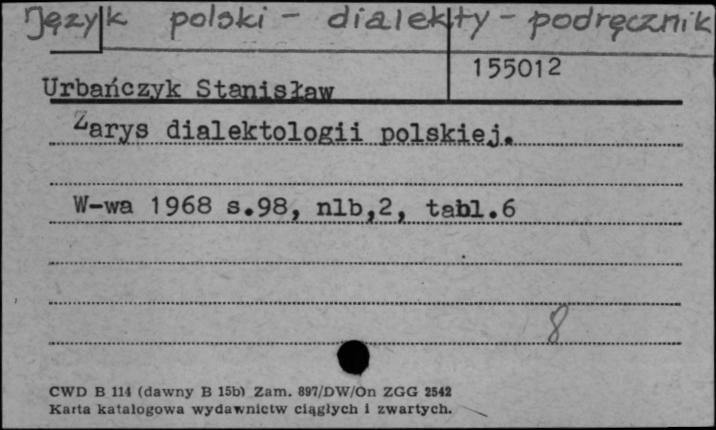 Język polski - dialekty - podręcznik
155012
Urbańczyk Stanisław
Zarys dialektologii polskiej.
W-wa 1968 s.98, nlb,2, tabl.6
8
CWD B 114 (dawny B 15b) Zam. 897/DW/On ZGG 2542
Karta katalogowa wydawnictw ciągłych i zwartych.